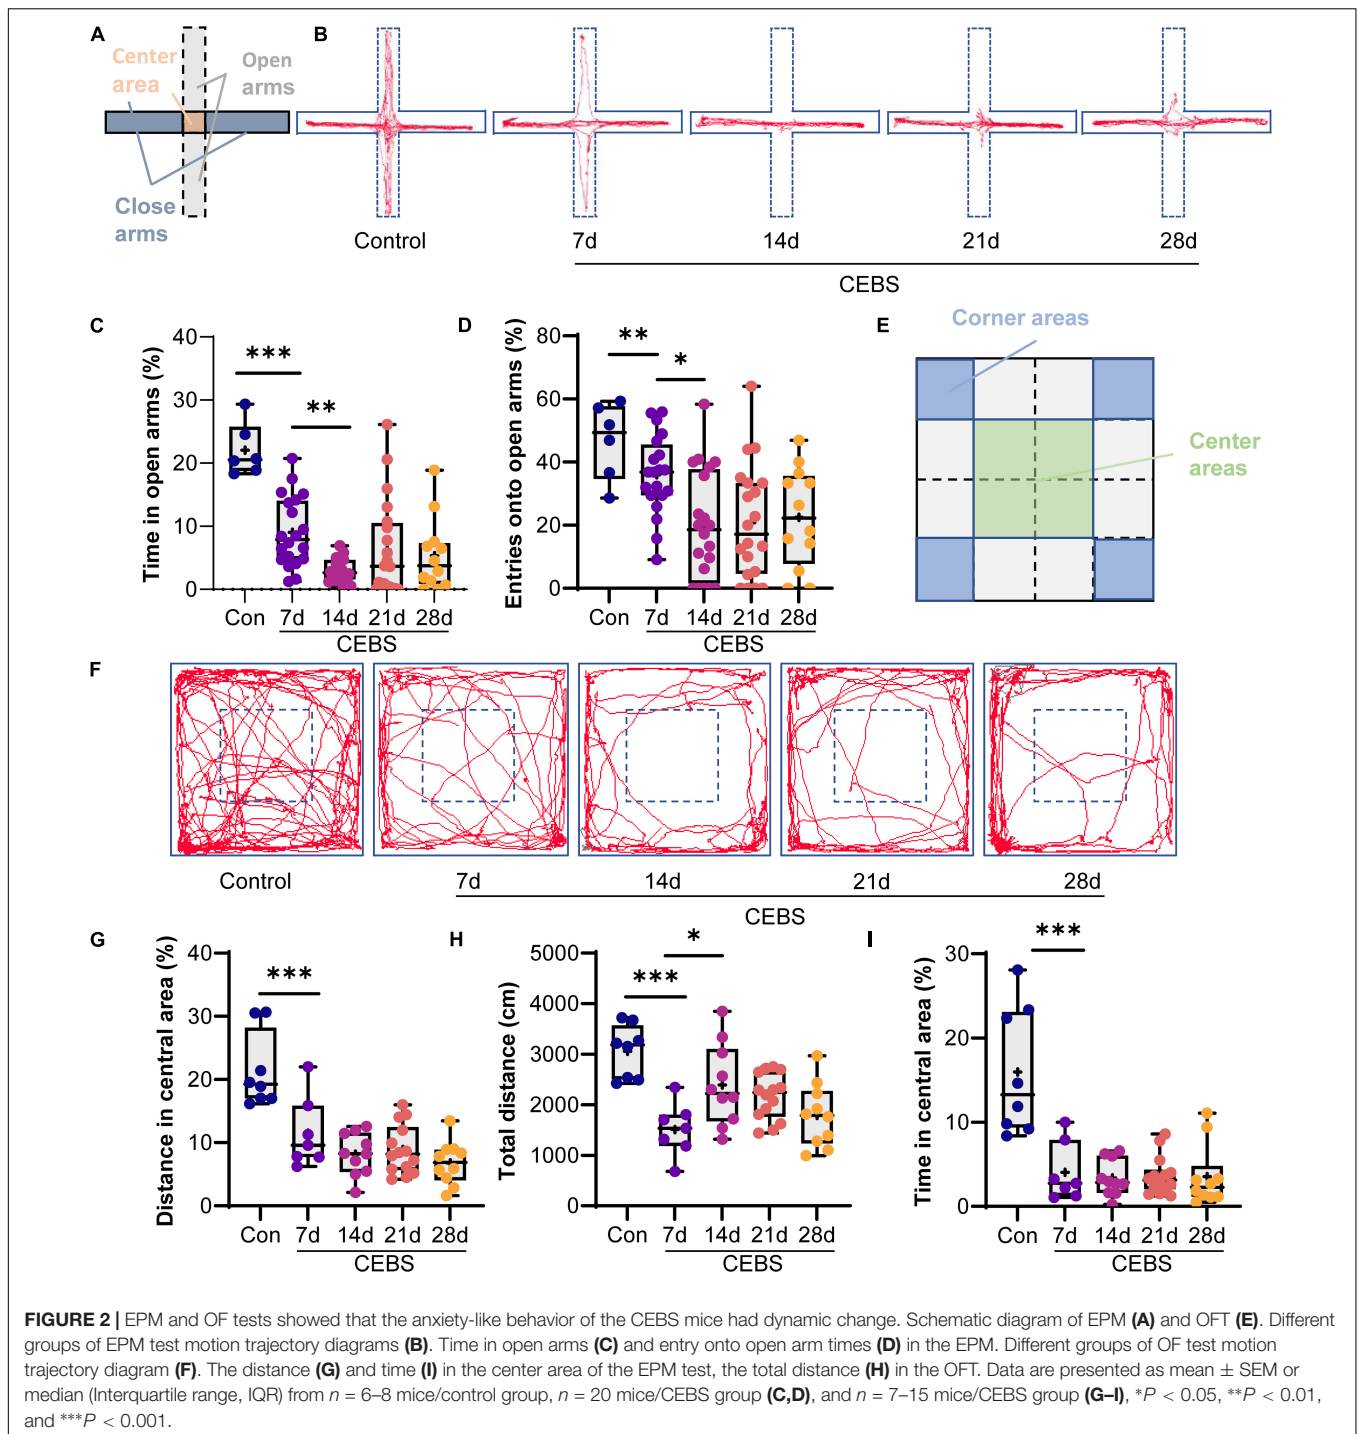 A
Center
area
Open
arms
Close
arms
B
Control
7d
14d
21d
28d
CEBS
C
Time in open arms (%)
40
30
20
10
0
***
**
Con
7d
14d
21d
28d
CEBS
D
Entries onto open arms (%)
80
60
40
20
0
**
*
Con
7d
14d
21d
28d
CEBS
E
Corner areas
Center
areas
F
Control
7d
14d
21d
28d
CEBS
G
Distance in central area (%)
40
30
20
10
0
***
Con
7d
14d
21d
28d
CEBS
H
Total distance (cm)
5000
4000
3000
2000
1000
0
***
*
Con
7d
14d
21d
28d
CEBS
I
Time in central area (%)
30
20
10
0
***
Con
7d
14d
21d
28d
CEBS
FIGURE 2 | EPM and OF tests showed that the anxiety-like behavior of the CEBS mice had dynamic change. Schematic diagram of EPM (A) and OFT (E). Different
groups of EPM test motion trajectory diagrams (B). Time in open arms (C) and entry onto open arm times (D) in the EPM. Different groups of OF test motion
trajectory diagram (F). The distance (G) and time (I) in the center area of the EPM test, the total distance (H) in the OFT. Data are presented as mean ± SEM or
median (Interquartile range, IQR) from n = 6–8 mice/control group, n = 20 mice/CEBS group (C,D), and n = 7–15 mice/CEBS group (G–I), *P < 0.05, **P < 0.01,
and ***P < 0.001.